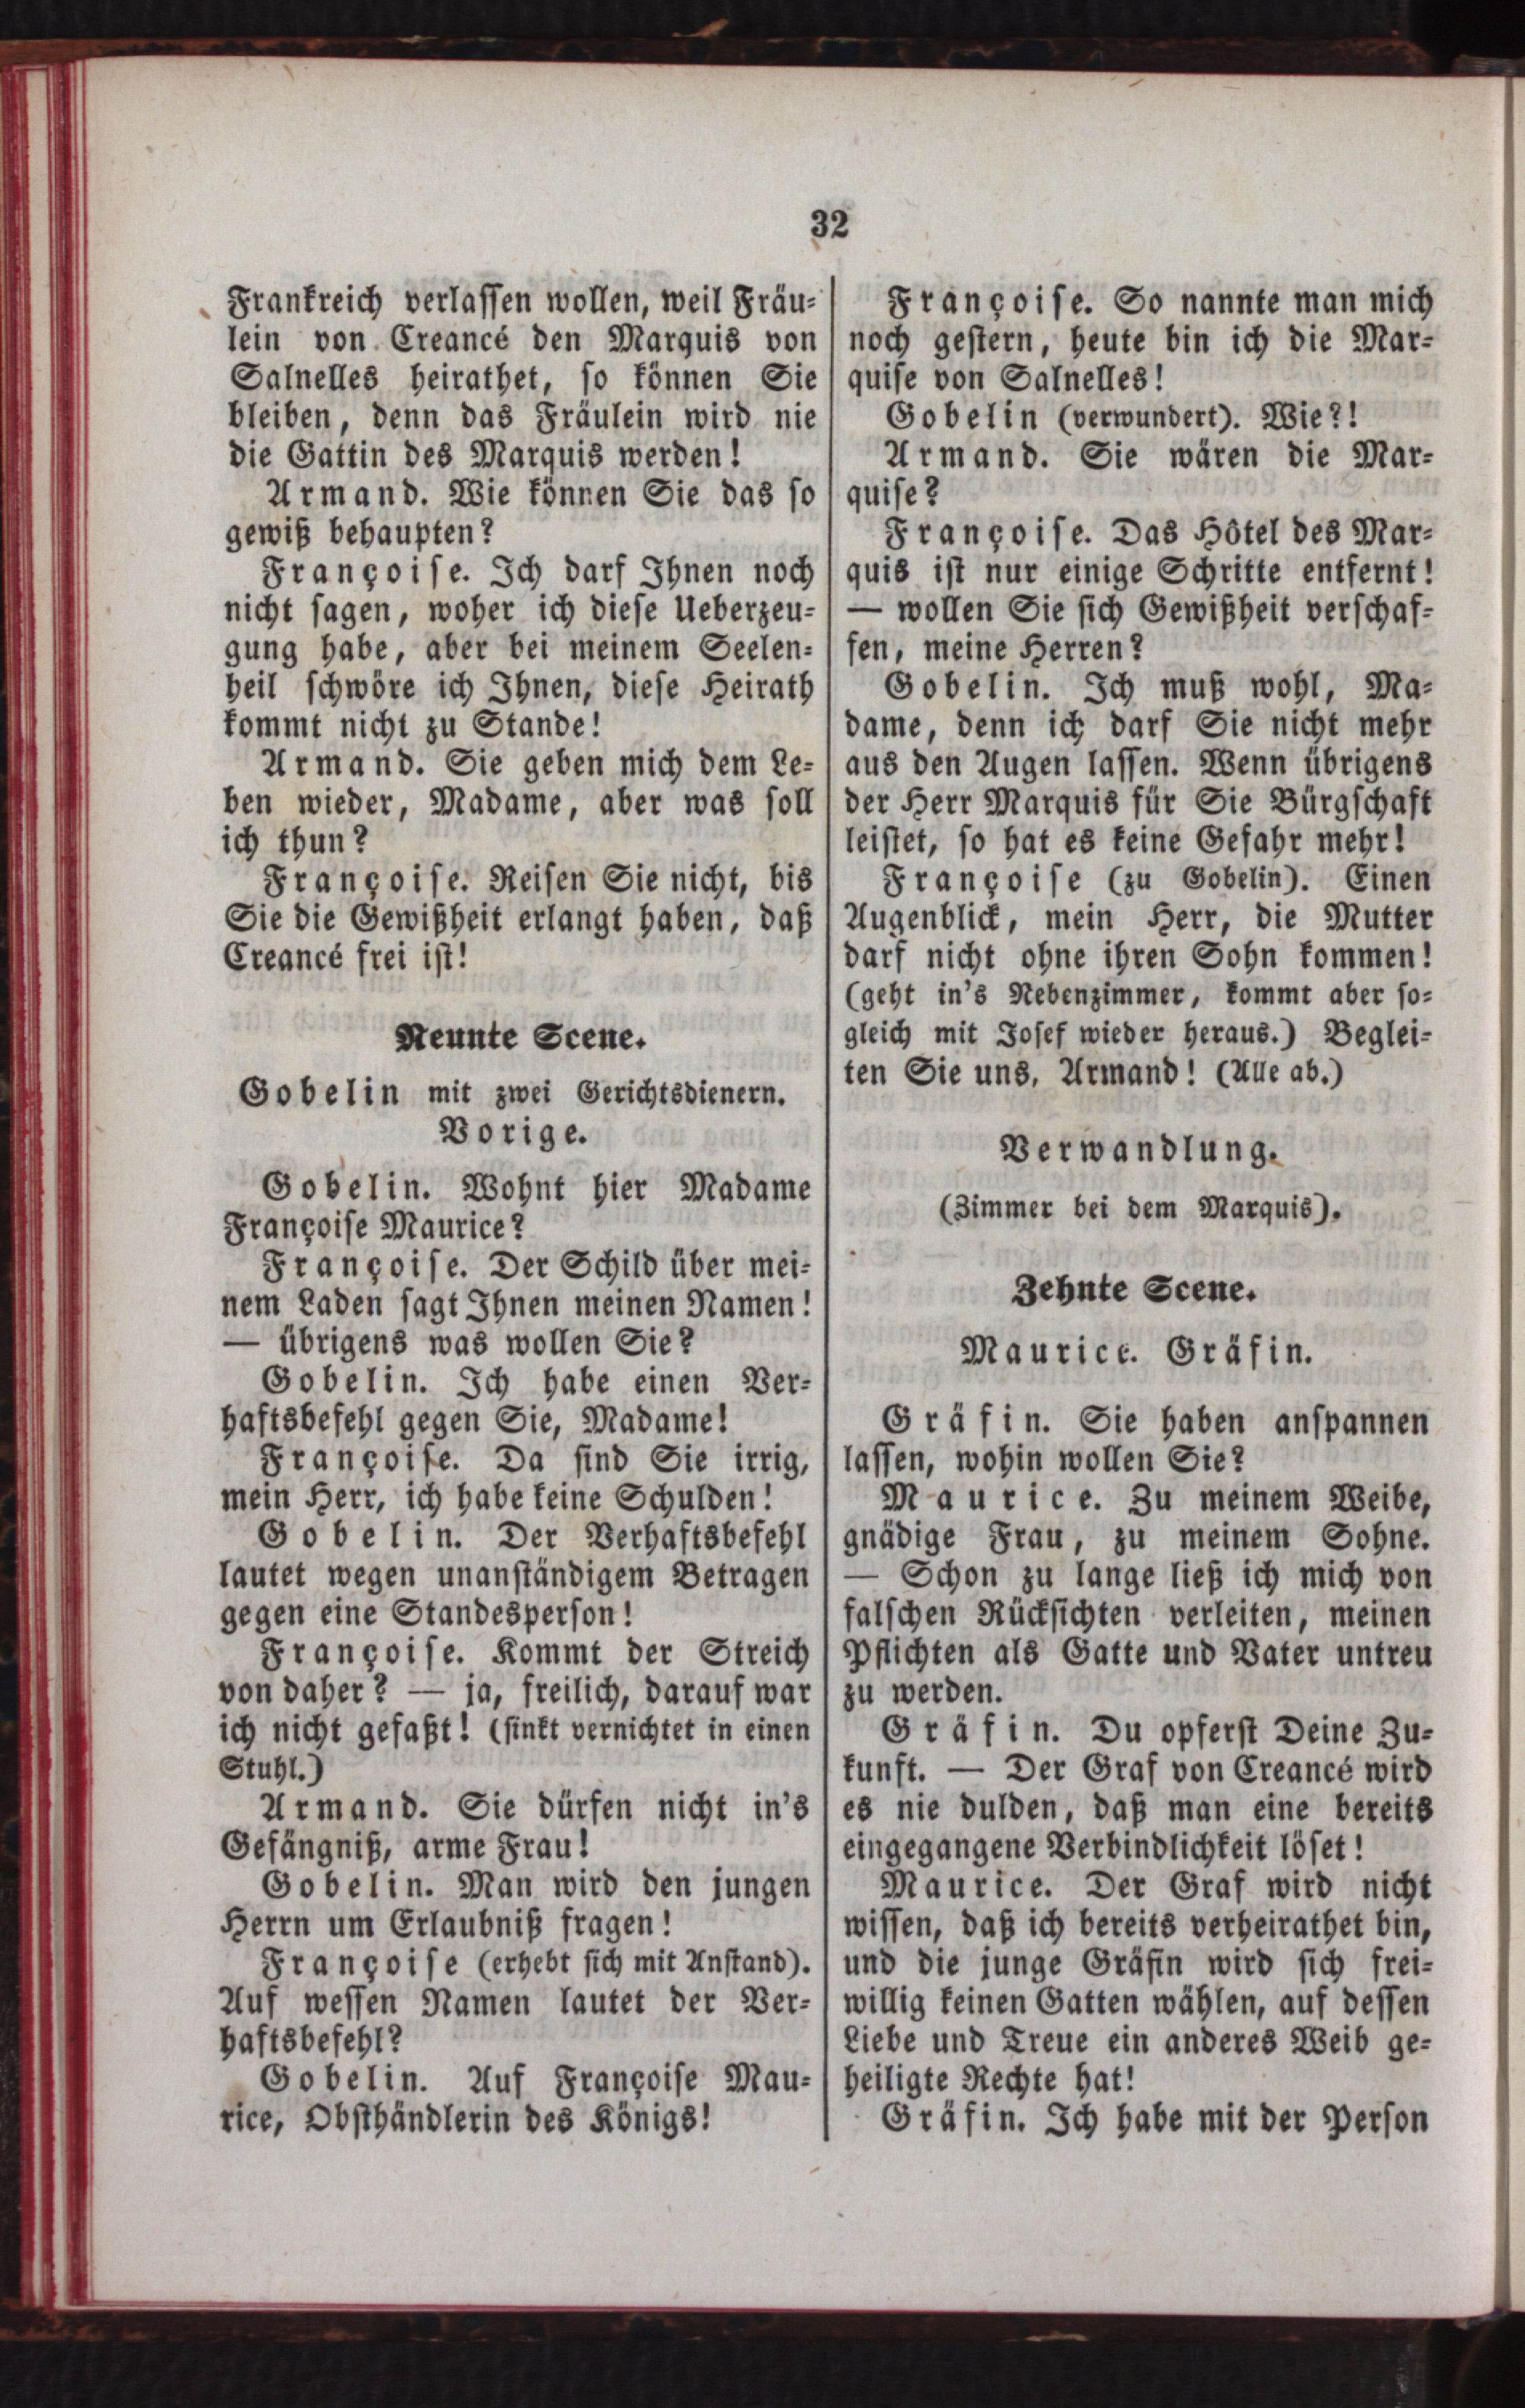 32
Frankreich verlassen wollen, weil Fräu-
lein von Creancé den Marquis von
Salnelles heirathet, so können Sie
bleiben, denn das Fräulein wird nie
die Gattin des Marquis werden!
Armand. Wie können Sie das so
gewiß behaupten?
Françoise. Ich darf Ihnen noch
nicht sagen, woher ich diese Ueberzeu-
gung habe, aber bei meinem Seelen-
heil schwöre ich Ihnen, diese Heirath
kommt nicht zu Stande!
Armand. Sie geben mich dem Le-
ben wieder, Madame, aber was soll
ich thun?
Françoise. Reisen Sie nicht, bis
Sie die Gewißheit erlangt haben, daß
Creancé frei ist!
Neunte Scene.
Gobelin mit zwei Gerichtsdienern.
Vorige.
Gobelin. Wohnt hier Madame
Françoise Maurice?
Françoise. Der Schild über mei-
nem Laden sagt Ihnen meinen Namen!
— übrigens was wollen Sie?
Gobelin. Ich habe einen Ver-
haftsbefehl gegen Sie, Madame!
Françoise. Da sind Sie irrig,
mein Herr, ich habe keine Schulden!
Gobelin. Der Verhaftsbefehl
lautet wegen unanständigem Betragen
gegen eine Standesperson!
Françoise. Kommt der Streich
von daher? — ja, freilich, darauf war
ich nicht gefaßt! (sinkt vernichtet in einen
Stuhl.)
Armand. Sie dürfen nicht in's
Gefängniß, arme Frau!
Gobelin. Man wird den jungen
Herrn um Erlaubniß fragen!
Françoise (erhebt sich mit Anstand).
Auf wessen Namen lautet der Ver-
haftsbefehl?
Gobelin. Auf Françoise Mau-
rice, Obsthändlerin des Königs!
Françoise. So nannte man mich
noch gestern, heute bin ich die Mar-
quise von Salnelles!
Gobelin (verwundert). Wie?!
Armand. Sie wären die Mar-
quise?
Françoise. Das Hôtel des Mar-
quis ist nur einige Schritte entfernt!
— wollen Sie sich Gewißheit verschaf-
fen, meine Herren?
Gobelin. Ich muß wohl, Ma-
dame, denn ich darf Sie nicht mehr
aus den Augen lassen. Wenn übrigens
der Herr Marquis für Sie Bürgschaft
leistet, so hat es keine Gefahr mehr!
Françoise (zu Gobelin). Einen
Augenblick, mein Herr, die Mutter
darf nicht ohne ihren Sohn kommen!
(geht in's Nebenzimmer, kommt aber so-
gleich mit Josef wieder heraus.) Beglei-
ten Sie uns, Armand! (Alle ab.)
Verwandlung.
(Zimmer bei dem Marquis).
Zehnte Scene.
Maurice. Gräfin.
Gräfin. Sie haben anspannen
lassen, wohin wollen Sie?
Maurice. Zu meinem Weibe,
gnädige Frau, zu meinem Sohne.
— Schon zu lange ließ ich mich von
falschen Rücksichten verleiten, meinen
Pflichten als Gatte und Vater untreu
zu werden.
Gräfin. Du opferst Deine Zu-
kunft. — Der Graf von Creancé wird
es nie dulden, daß man eine bereits
eingegangene Verbindlichkeit löset!
Maurice. Der Graf wird nicht
wissen, daß ich bereits verheirathet bin,
und die junge Gräfin wird sich frei-
willig keinen Gatten wählen, auf dessen
Liebe und Treue ein anderes Weib ge-
heiligte Rechte hat!
Gräfin. Ich habe mit der Person